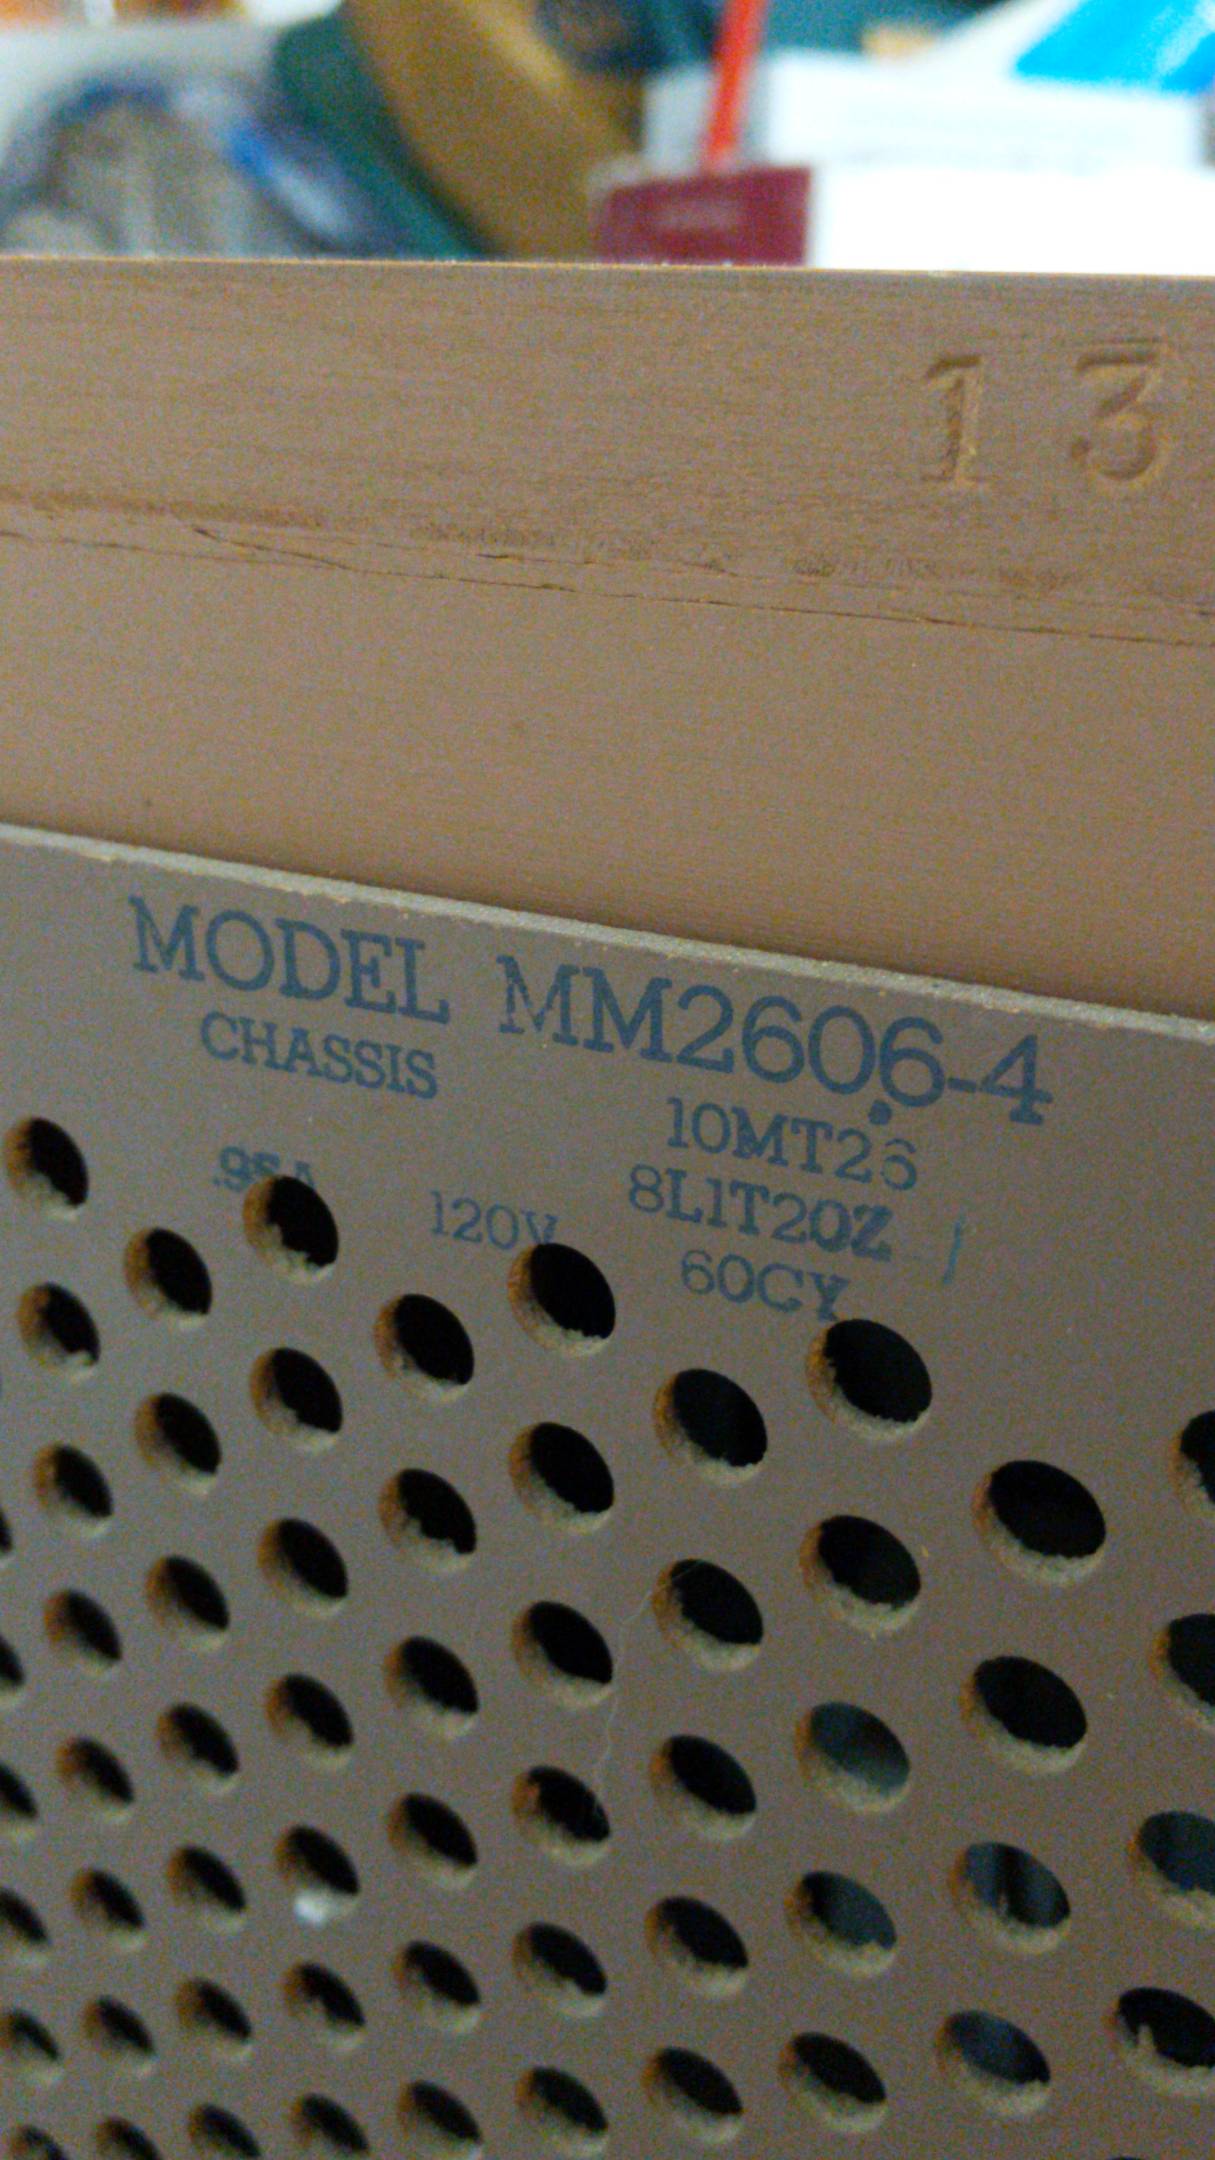 13
MODEL MM2606-4
CHASSIS 10MT26
8L1T20Z
120V 60CY